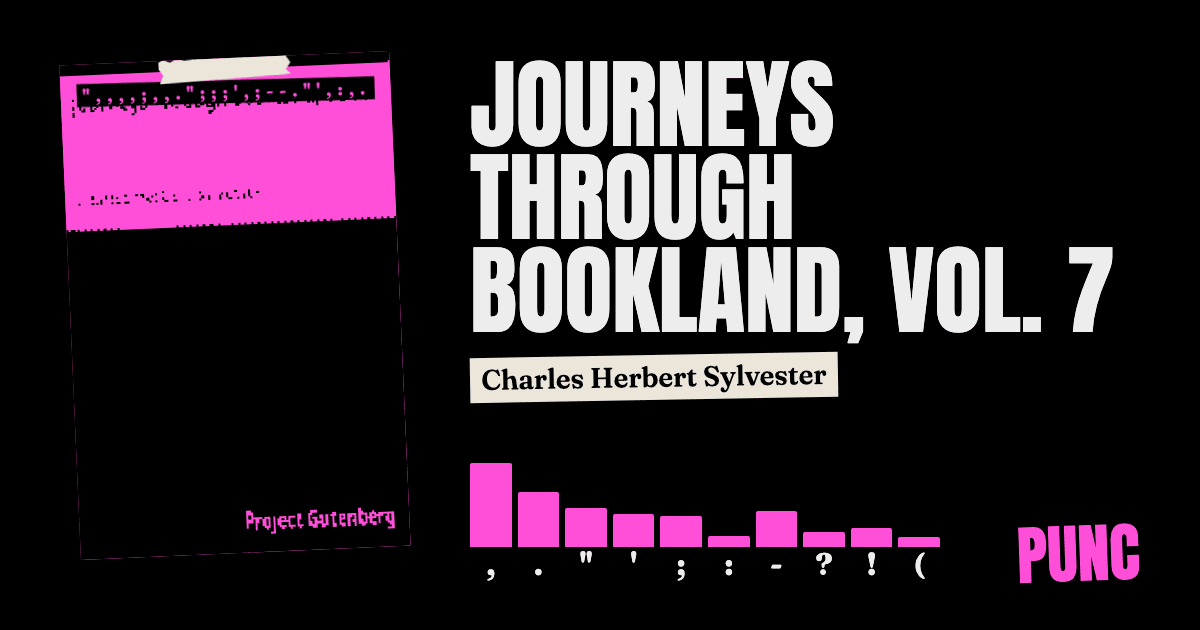 ",,,,;,,.";;;',;--."',:,.
Project Gutenberg
JOURNEYS
THROUGH
BOOKLAND, VOL. 7
Charles Herbert Sylvester
, . " ' ; : - ? ! (
PUNC